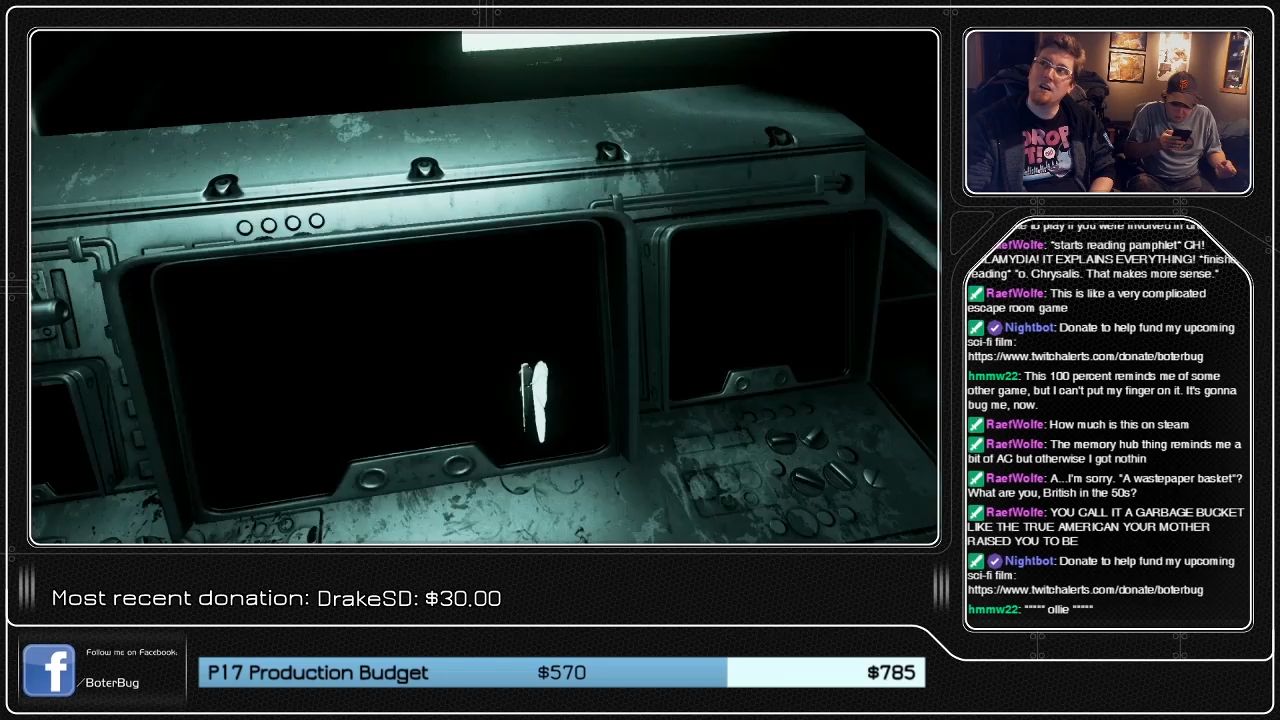 DROP
IT!
RaefWolfe: *starts reading pamphlet* CH!
LAMYDIA! IT EXPLAINS EVERYTHING! *finish
reading* "o. Chrysalis. That makes more sense."
RaefWolfe: This is like a very complicated
escape room game
Nightbot: Donate to help fund my upcoming
sci-fi film:
https://www.twitchalerts.com/donate/boterbug
hmmw22: This 100 percent reminds me of some
other game, but I can't put my finger on it. It's gonna
bug me, now.
RaefWolfe: How much is this on steam
RaefWolfe: The memory hub thing reminds me a
bit of AC but otherwise I got nothin
RaefWolfe: A...I'm sorry. "A wastepaper basket"?
What are you, British in the 50s?
RaefWolfe: YOU CALL IT A GARBAGE BUCKET
LIKE THE TRUE AMERICAN YOUR MOTHER
RAISED YOU TO BE
Nightbot: Donate to help fund my upcoming
sci-fi film:
https://www.twitchalerts.com/donate/boterbug
hmmw22: """"" ollie """""
Most recent donation: DrakeSD: $30.00
Follow me on Facebook:
/BoterBug
P17 Production Budget $570 $785